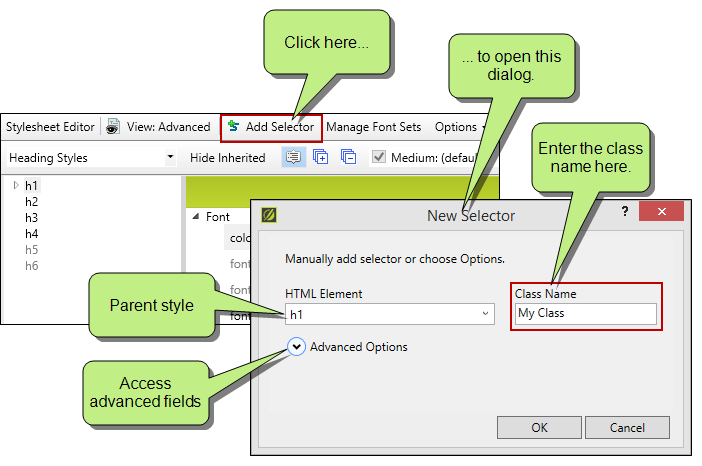 Click here...
... to open this
dialog.
Stylesheet Editor View: Advanced Add Selector Manage Font Sets Options
Enter the class
name here.
Heading Styles Hide Inherited Medium: (defau
h1
h2
h3
h4
h5
h6
Font
colo
font
font
font
New Selector ?
Manually add selector or choose Options.
HTML Element Class Name
h1 My Class
Parent style
Advanced Options
Access
advanced fields
OK Cancel